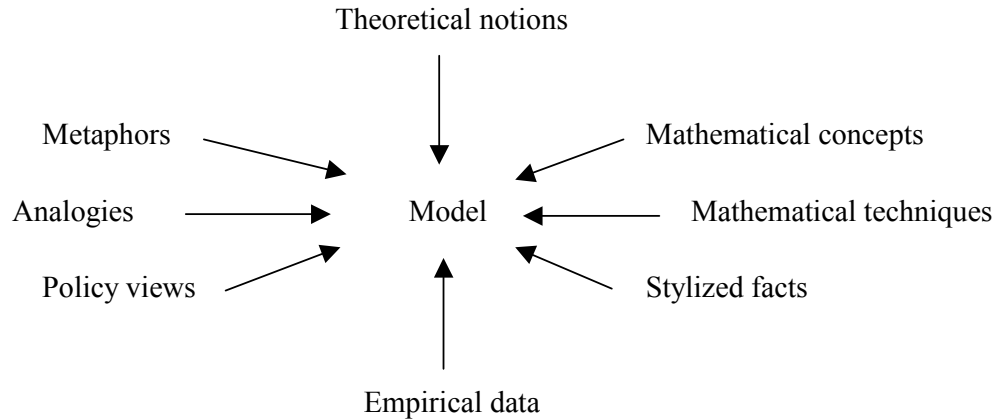 Theoretical notions
Metaphors
Mathematical concepts
Analogies
Model
Mathematical techniques
Policy views
Stylized facts
Empirical data